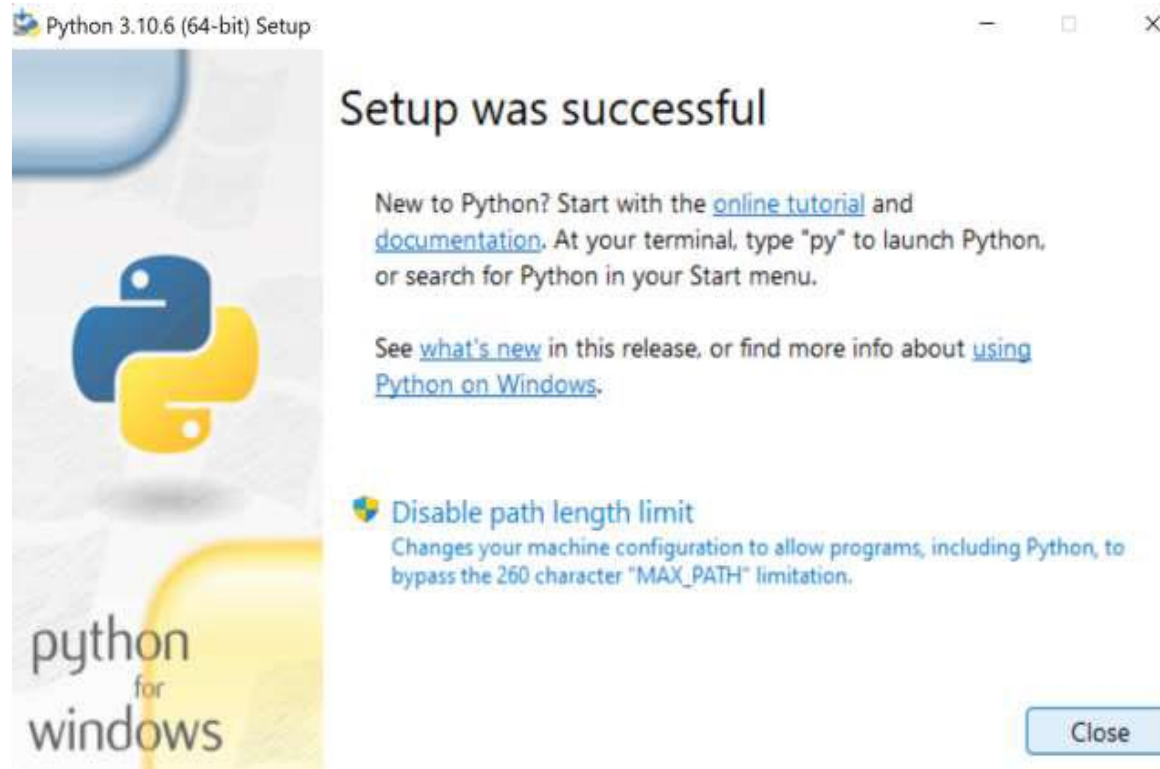 Python 3.10.6 (64-bit) Setup
Setup was successful
New to Python? Start with the online tutorial and
documentation. At your terminal, type "py" to launch Python,
or search for Python in your Start menu.
See what's new in this release, or find more info about using
Python on Windows.
Disable path length limit
Changes your machine configuration to allow programs, including Python, to
bypass the 260 character "MAX_PATH" limitation.
python
for
windows
Close